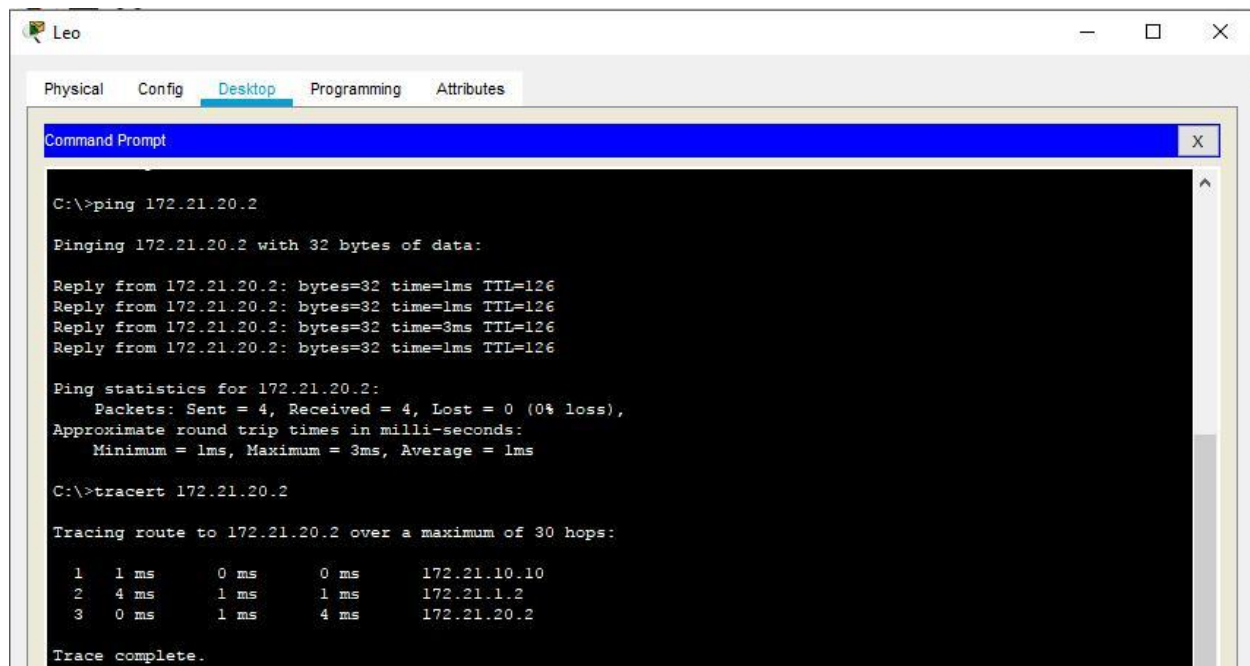 Leo
Physical Config Desktop Programming Attributes
Command Prompt
X
C:\>ping 172.21.20.2
Pinging 172.21.20.2 with 32 bytes of data:
Reply from 172.21.20.2: bytes=32 time=1ms TTL=126
Reply from 172.21.20.2: bytes=32 time=1ms TTL=126
Reply from 172.21.20.2: bytes=32 time=3ms TTL=126
Reply from 172.21.20.2: bytes=32 time=1ms TTL=126
Ping statistics for 172.21.20.2:
Packets: Sent = 4, Received = 4, Lost = 0 (0% loss),
Approximate round trip times in milli-seconds:
Minimum = 1ms, Maximum = 3ms, Average = 1ms
C:\>tracert 172.21.20.2
Tracing route to 172.21.20.2 over a maximum of 30 hops:
1 1 ms 0 ms 0 ms 172.21.10.10
2 4 ms 1 ms 1 ms 172.21.1.2
3 0 ms 1 ms 4 ms 172.21.20.2
Trace complete.